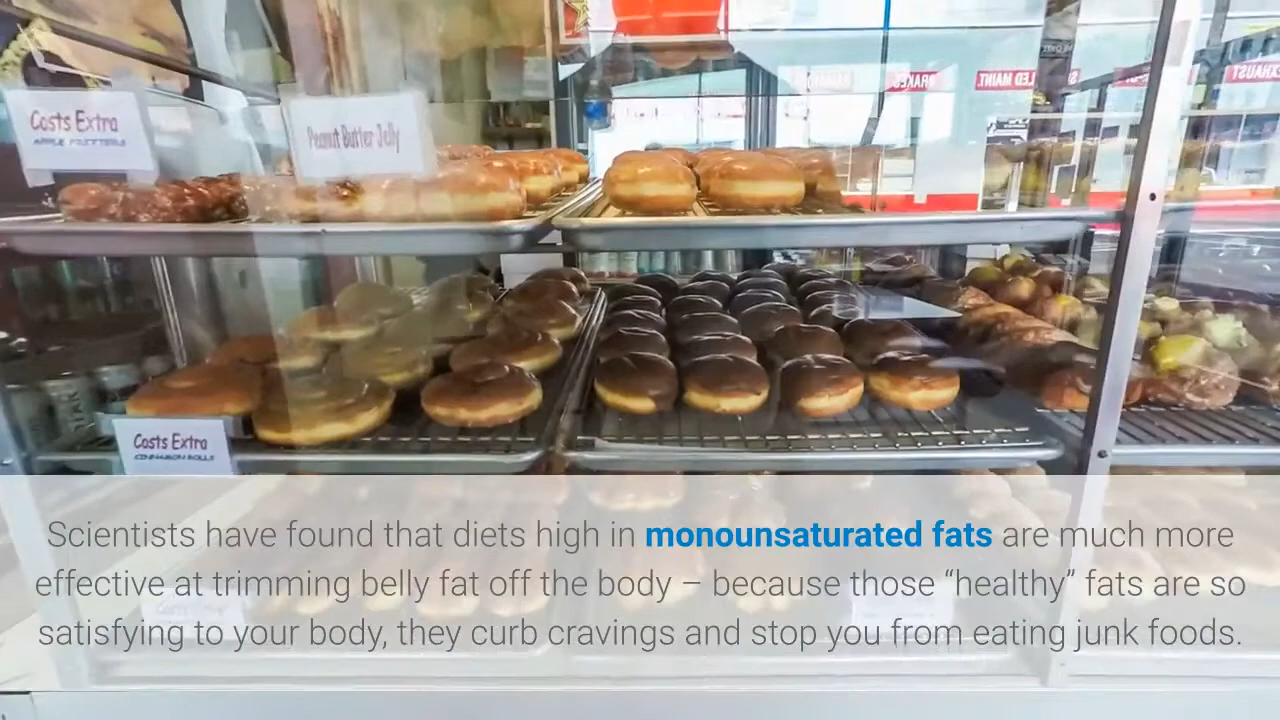 Costs Extra
APPLE FRITTERS
Peanut Butter Jelly
Costs Extra
CINNAMON ROLLS
Scientists have found that diets high in monounsaturated fats are much more
effective at trimming belly fat off the body – because those “healthy” fats are so
satisfying to your body, they curb cravings and stop you from eating junk foods.